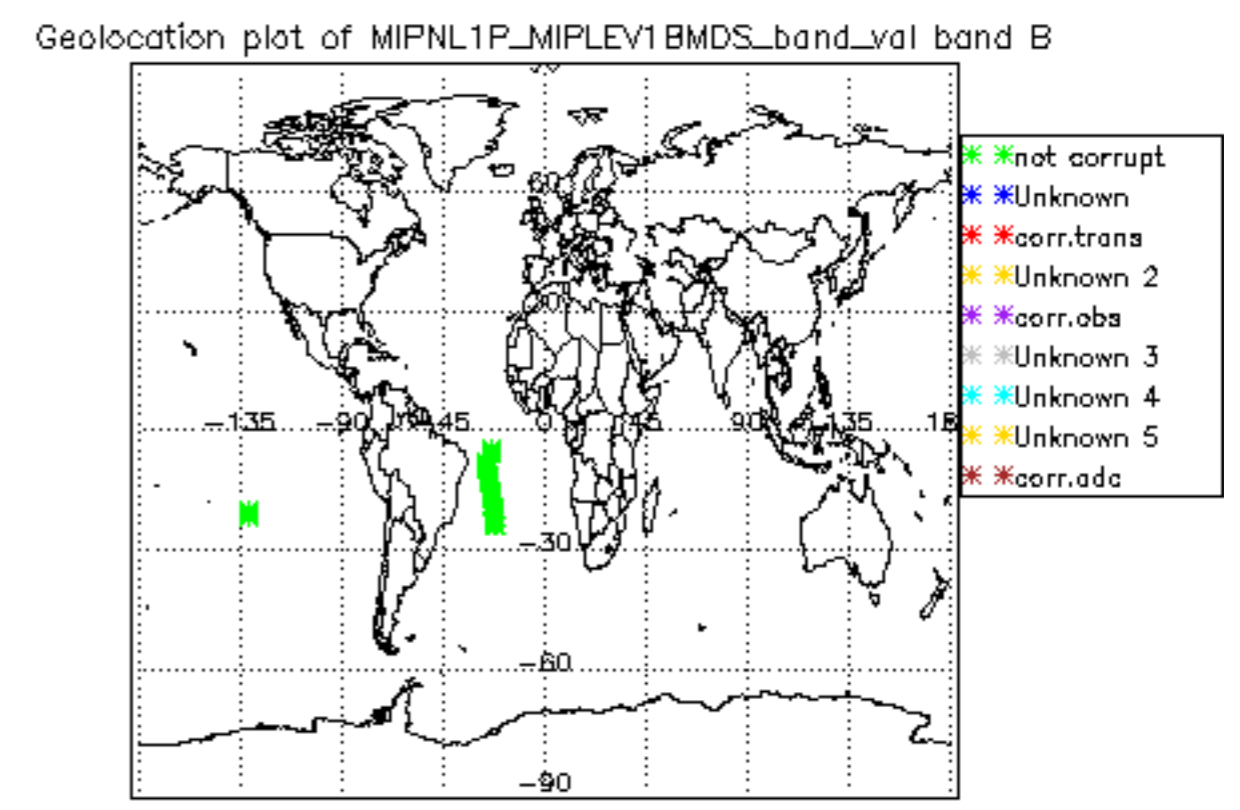 Geolocation plot of MIPNL1P_MIPLEV1BMDS_band_val band B
not corrupt
Unknown
corr.trans
Unknown 2
corr.obs
Unknown 3
Unknown 4
Unknown 5
corr.adc
60
-135 -90 -45 0 45 90 135
-30
-60
-90